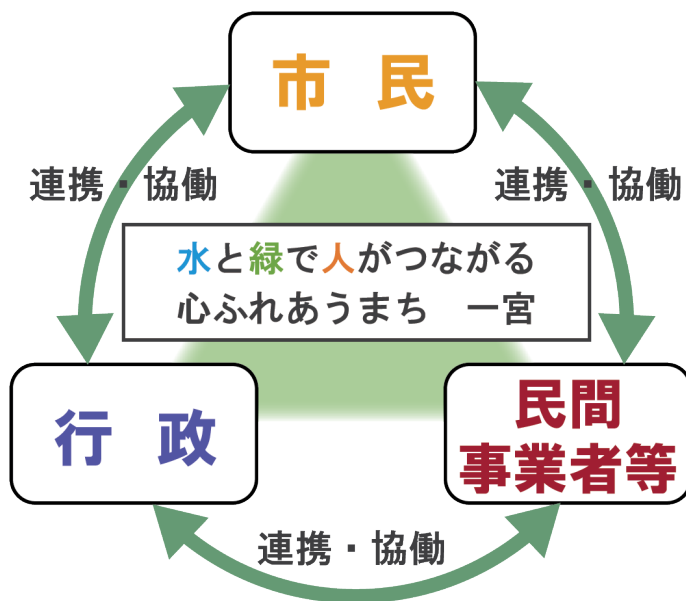 市 民
連携・協働
連携・協働
水と緑で人がつながる
心ふれあうまち 一宮
行 政
民間
事業者等
連携・協働